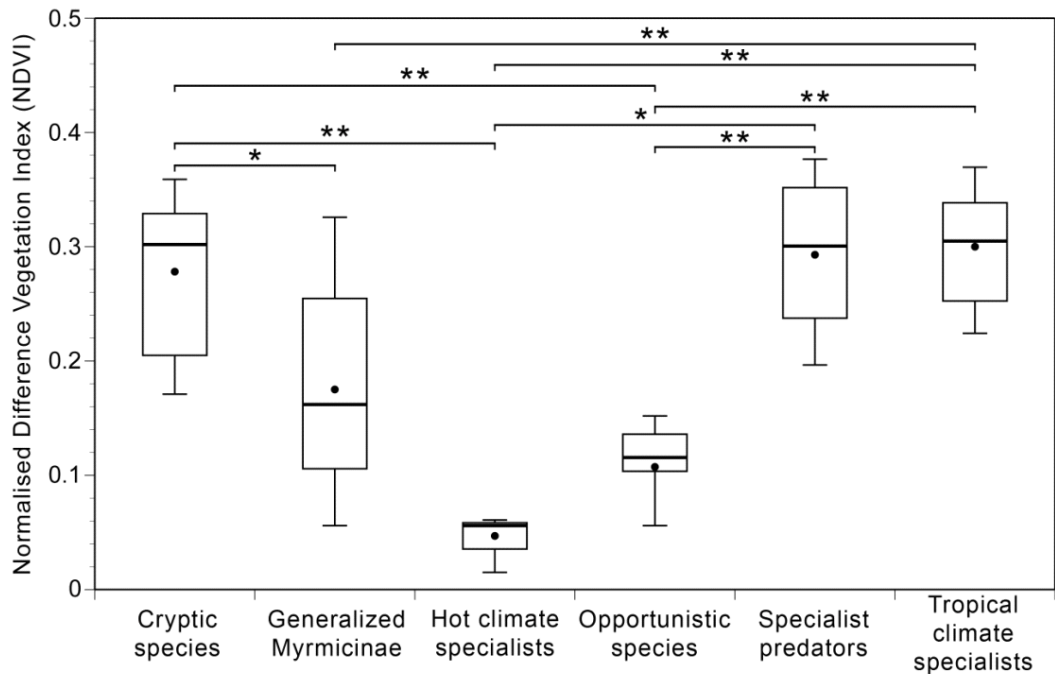 Normalised Difference Vegetation Index (NDVI)
0.5
0.4
0.3
0.2
0.1
0
**
**
**
**
*
**
**
*
Cryptic
species
Generalized
Myrmicinae
Hot climate
specialists
Opportunistic
species
Specialist
predators
Tropical
climate
specialists